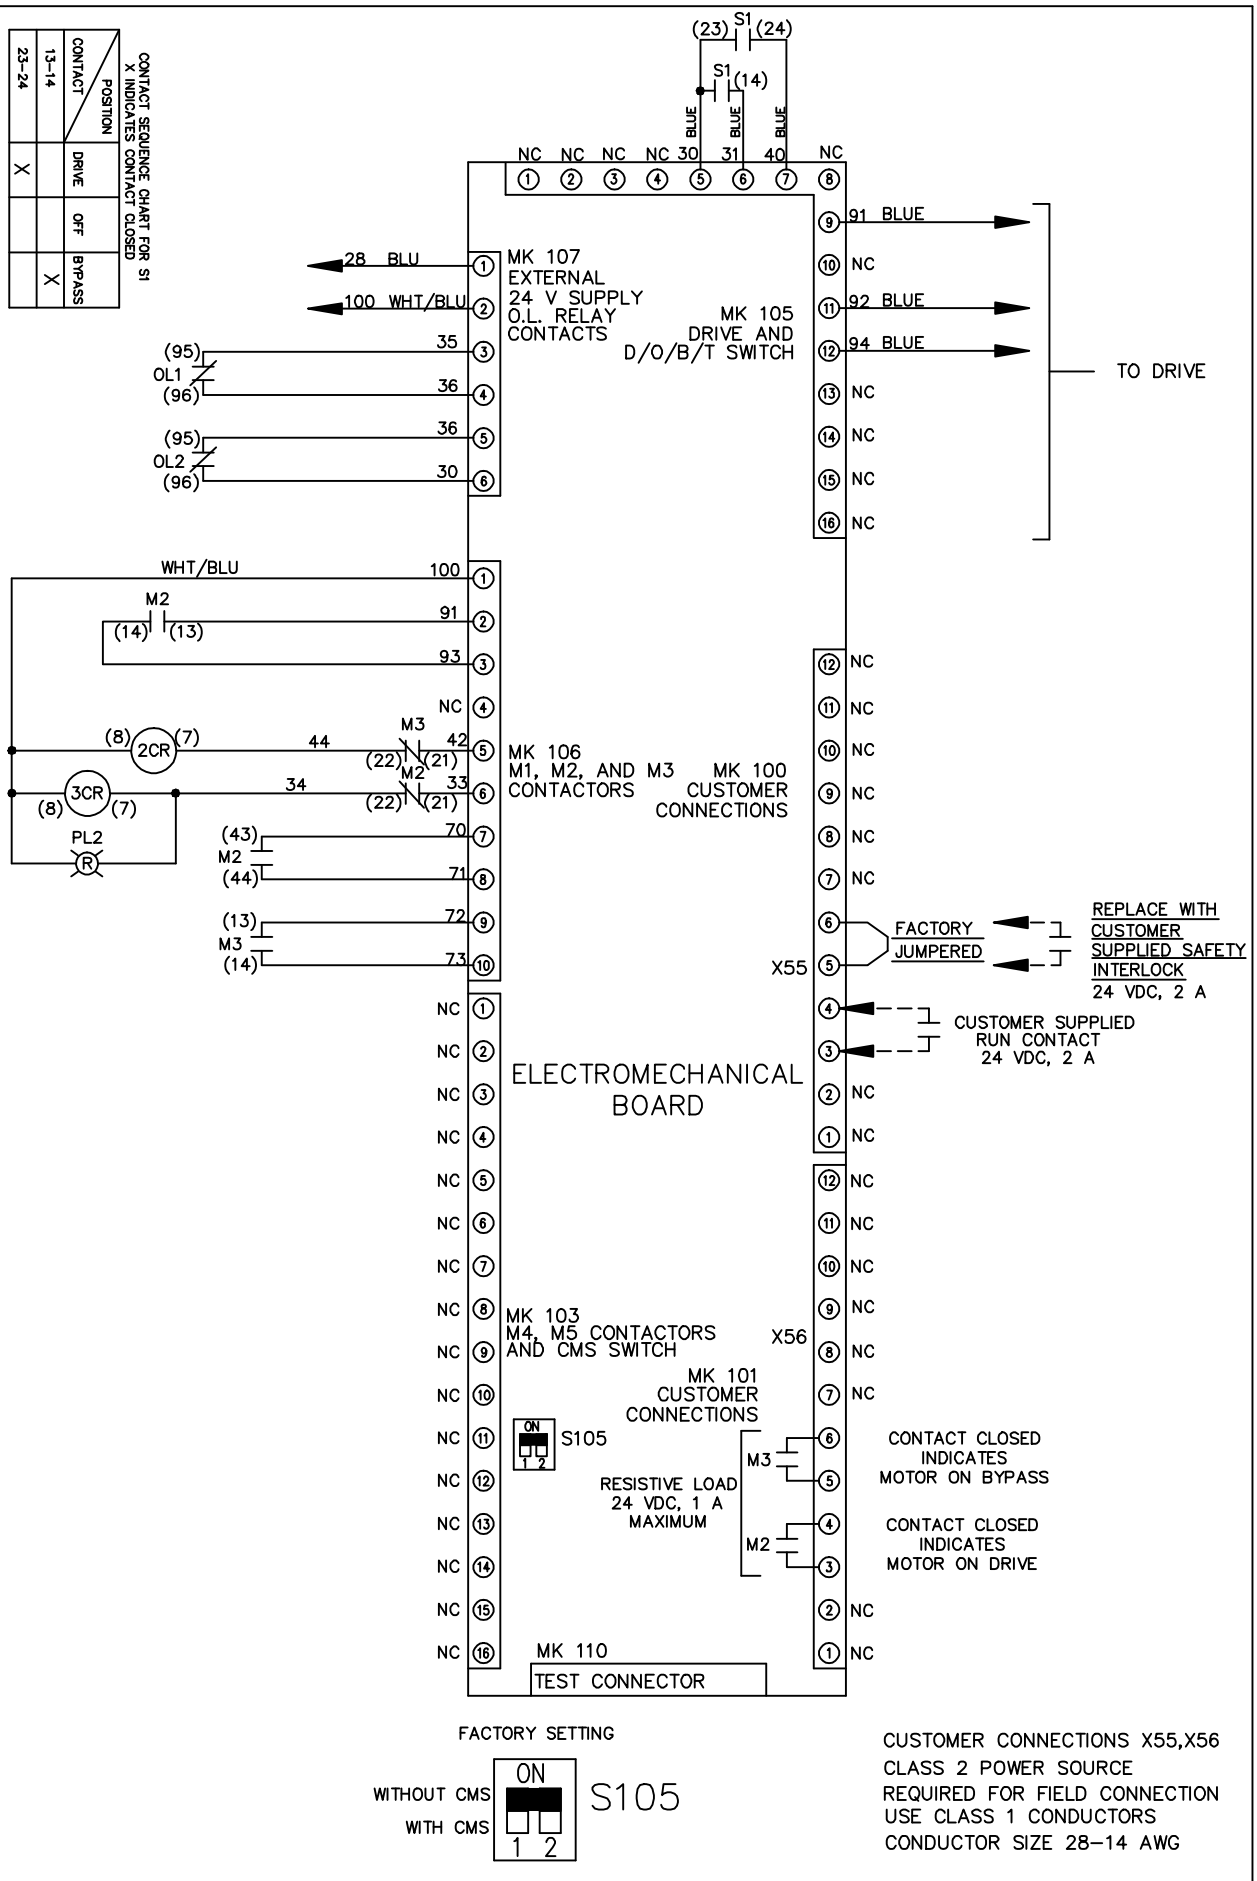 CONTACT SEQUENCE CHART FOR S1
X INDICATES CONTACT CLOSED
POSITION
CONTACT
DRIVE OFF BYPASS
13-14 X
23-24 X
(23) S1 (24)
S1 (14)
BLUE BLUE BLUE
NC NC NC NC 30 31 40 NC
1 2 3 4 5 6 7 8
9 91 BLUE
10 NC
11 92 BLUE
12 94 BLUE
13 NC
14 NC
15 NC
16 NC
TO DRIVE
MK 105
DRIVE AND
D/O/B/T SWITCH
MK 107
EXTERNAL
24 V SUPPLY
O.L. RELAY
CONTACTS
28 BLU 1
100 WHT/BLU 2
(95) 35 3
OL1
(96) 36 4
(95) 36 5
OL2
(96) 30 6
WHT/BLU 100 1
M2
(14) (13) 91 2
93 3
NC 4
M3
(8) 2CR (7) 44 (22) (21) 42 5
M2
(8) 3CR (7) 34 (22) (21) 33 6
PL2
R
(43) 70 7
M2
(44) 71 8
(13) 72 9
M3
(14) 73 10
MK 106
M1, M2, AND M3
CONTACTORS
MK 100
CUSTOMER
CONNECTIONS
12 NC
11 NC
10 NC
9 NC
8 NC
7 NC
6
X55 5
FACTORY
JUMPERED
REPLACE WITH
CUSTOMER
SUPPLIED SAFETY
INTERLOCK
24 VDC, 2 A
4
3
CUSTOMER SUPPLIED
RUN CONTACT
24 VDC, 2 A
2 NC
1 NC
ELECTROMECHANICAL
BOARD
NC 1
NC 2
NC 3
NC 4
NC 5
NC 6
NC 7
NC 8
NC 9
NC 10
NC 11
NC 12
NC 13
NC 14
NC 15
NC 16
MK 103
M4, M5 CONTACTORS
AND CMS SWITCH
ON
1 2
S105
12 NC
11 NC
10 NC
9 NC
X56
8 NC
7 NC
MK 101
CUSTOMER
CONNECTIONS
6
M3
5
4
M2
3
2 NC
1 NC
RESISTIVE LOAD
24 VDC, 1 A
MAXIMUM
CONTACT CLOSED
INDICATES
MOTOR ON BYPASS
CONTACT CLOSED
INDICATES
MOTOR ON DRIVE
MK 110
TEST CONNECTOR
FACTORY SETTING
WITHOUT CMS
WITH CMS
ON
1 2
S105
CUSTOMER CONNECTIONS X55,X56
CLASS 2 POWER SOURCE
REQUIRED FOR FIELD CONNECTION
USE CLASS 1 CONDUCTORS
CONDUCTOR SIZE 28-14 AWG